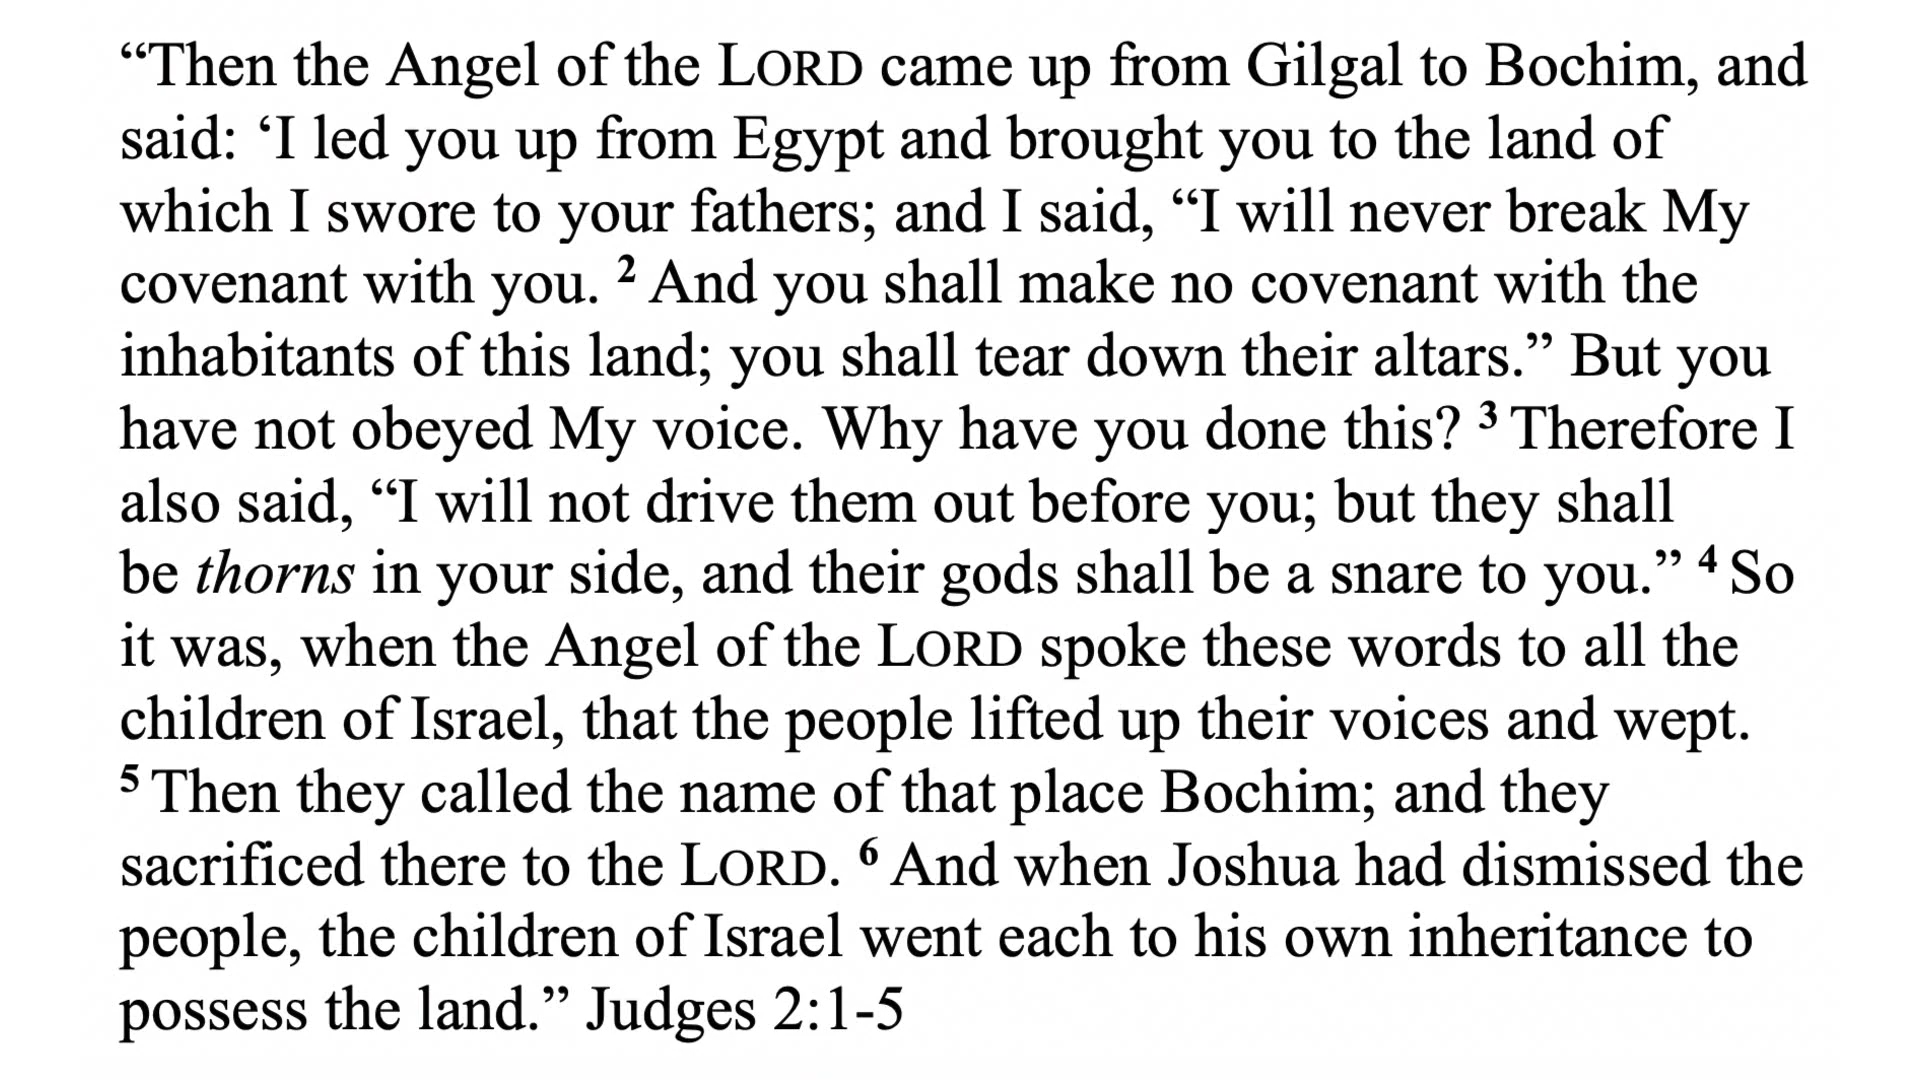 “Then the Angel of the LORD came up from Gilgal to Bochim, and
said: ‘I led you up from Egypt and brought you to the land of
which I swore to your fathers; and I said, “I will never break My
covenant with you. ² And you shall make no covenant with the
inhabitants of this land; you shall tear down their altars.” But you
have not obeyed My voice. Why have you done this? ³ Therefore I
also said, “I will not drive them out before you; but they shall
be thorns in your side, and their gods shall be a snare to you.” ⁴ So
it was, when the Angel of the LORD spoke these words to all the
children of Israel, that the people lifted up their voices and wept.
⁵ Then they called the name of that place Bochim; and they
sacrificed there to the LORD. ⁶ And when Joshua had dismissed the
people, the children of Israel went each to his own inheritance to
possess the land.” Judges 2:1-5